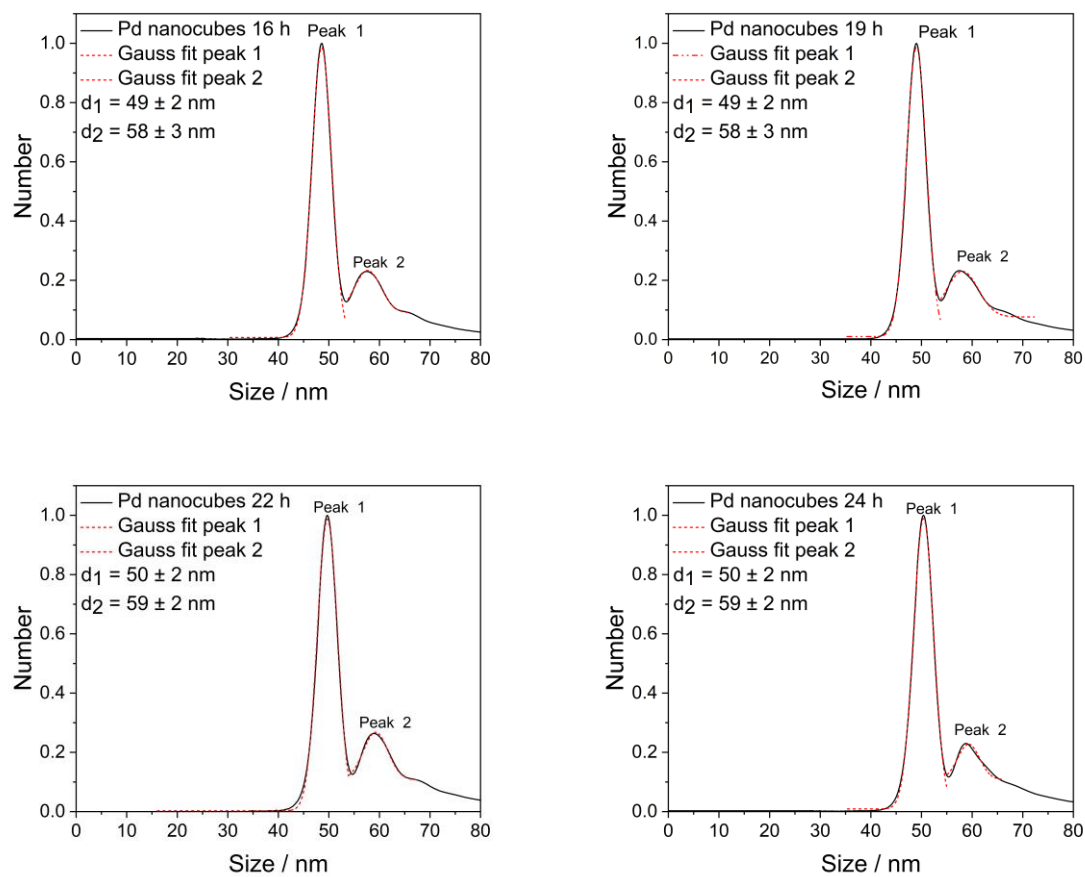 Pd nanocubes 16 h
Gauss fit peak 1
Gauss fit peak 2
d1 = 49 ± 2 nm
d2 = 58 ± 3 nm
Peak 1
Peak 2
1.0
0.8
0.6
0.4
0.2
0.0
Number
0 10 20 30 40 50 60 70 80
Size / nm
Pd nanocubes 19 h
Gauss fit peak 1
Gauss fit peak 2
d1 = 49 ± 2 nm
d2 = 58 ± 3 nm
Peak 1
Peak 2
1.0
0.8
0.6
0.4
0.2
0.0
Number
0 10 20 30 40 50 60 70 80
Size / nm
Pd nanocubes 22 h
Gauss fit peak 1
Gauss fit peak 2
d1 = 50 ± 2 nm
d2 = 59 ± 2 nm
Peak 1
Peak 2
1.0
0.8
0.6
0.4
0.2
0.0
Number
0 10 20 30 40 50 60 70 80
Size / nm
Pd nanocubes 24 h
Gauss fit peak 1
Gauss fit peak 2
d1 = 50 ± 2 nm
d2 = 59 ± 2 nm
Peak 1
Peak 2
1.0
0.8
0.6
0.4
0.2
0.0
Number
0 10 20 30 40 50 60 70 80
Size / nm